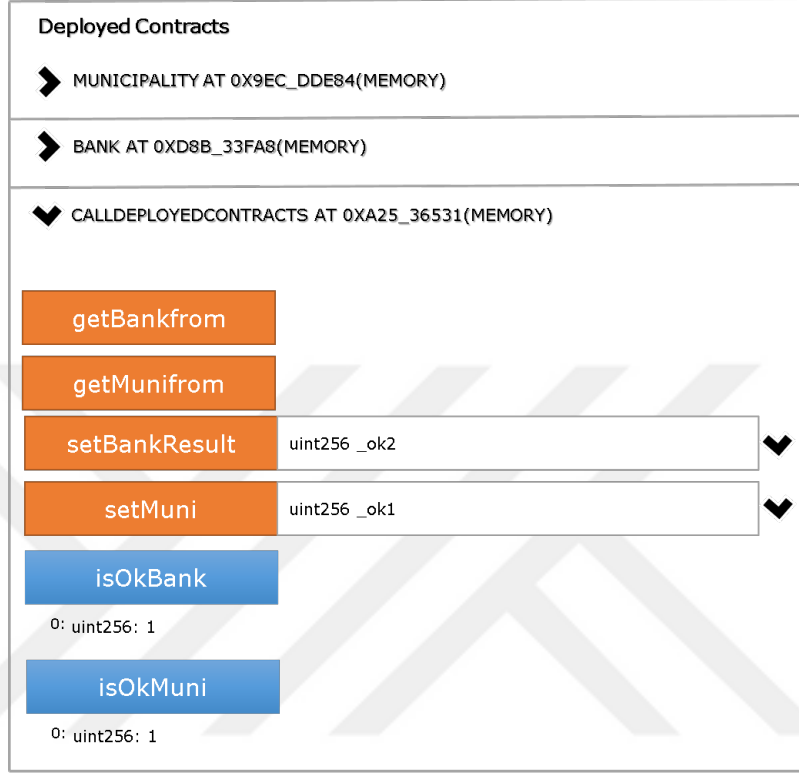 Deployed Contracts
MUNICIPALITY AT 0X9EC_DDE84(MEMORY)
BANK AT 0XD8B_33FA8(MEMORY)
CALLDEPLOYEDCONTRACTS AT 0XA25_36531(MEMORY)
getBankfrom
getMunifrom
setBankResult uint256 _ok2
setMuni uint256 _ok1
isOkBank
0: uint256: 1
isOkMuni
0: uint256: 1